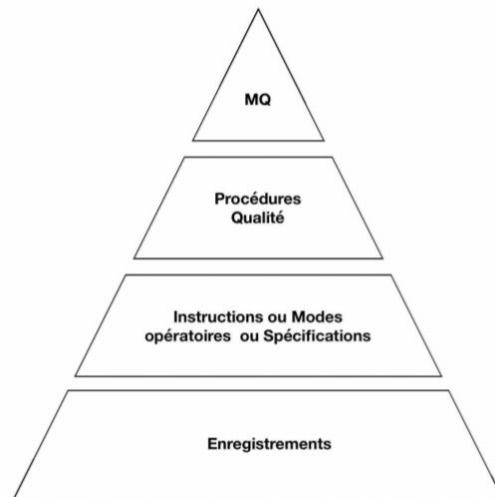 MQ
Procédures
Qualité
Instructions ou Modes
opératoires ou Spécifications
Enregistrements